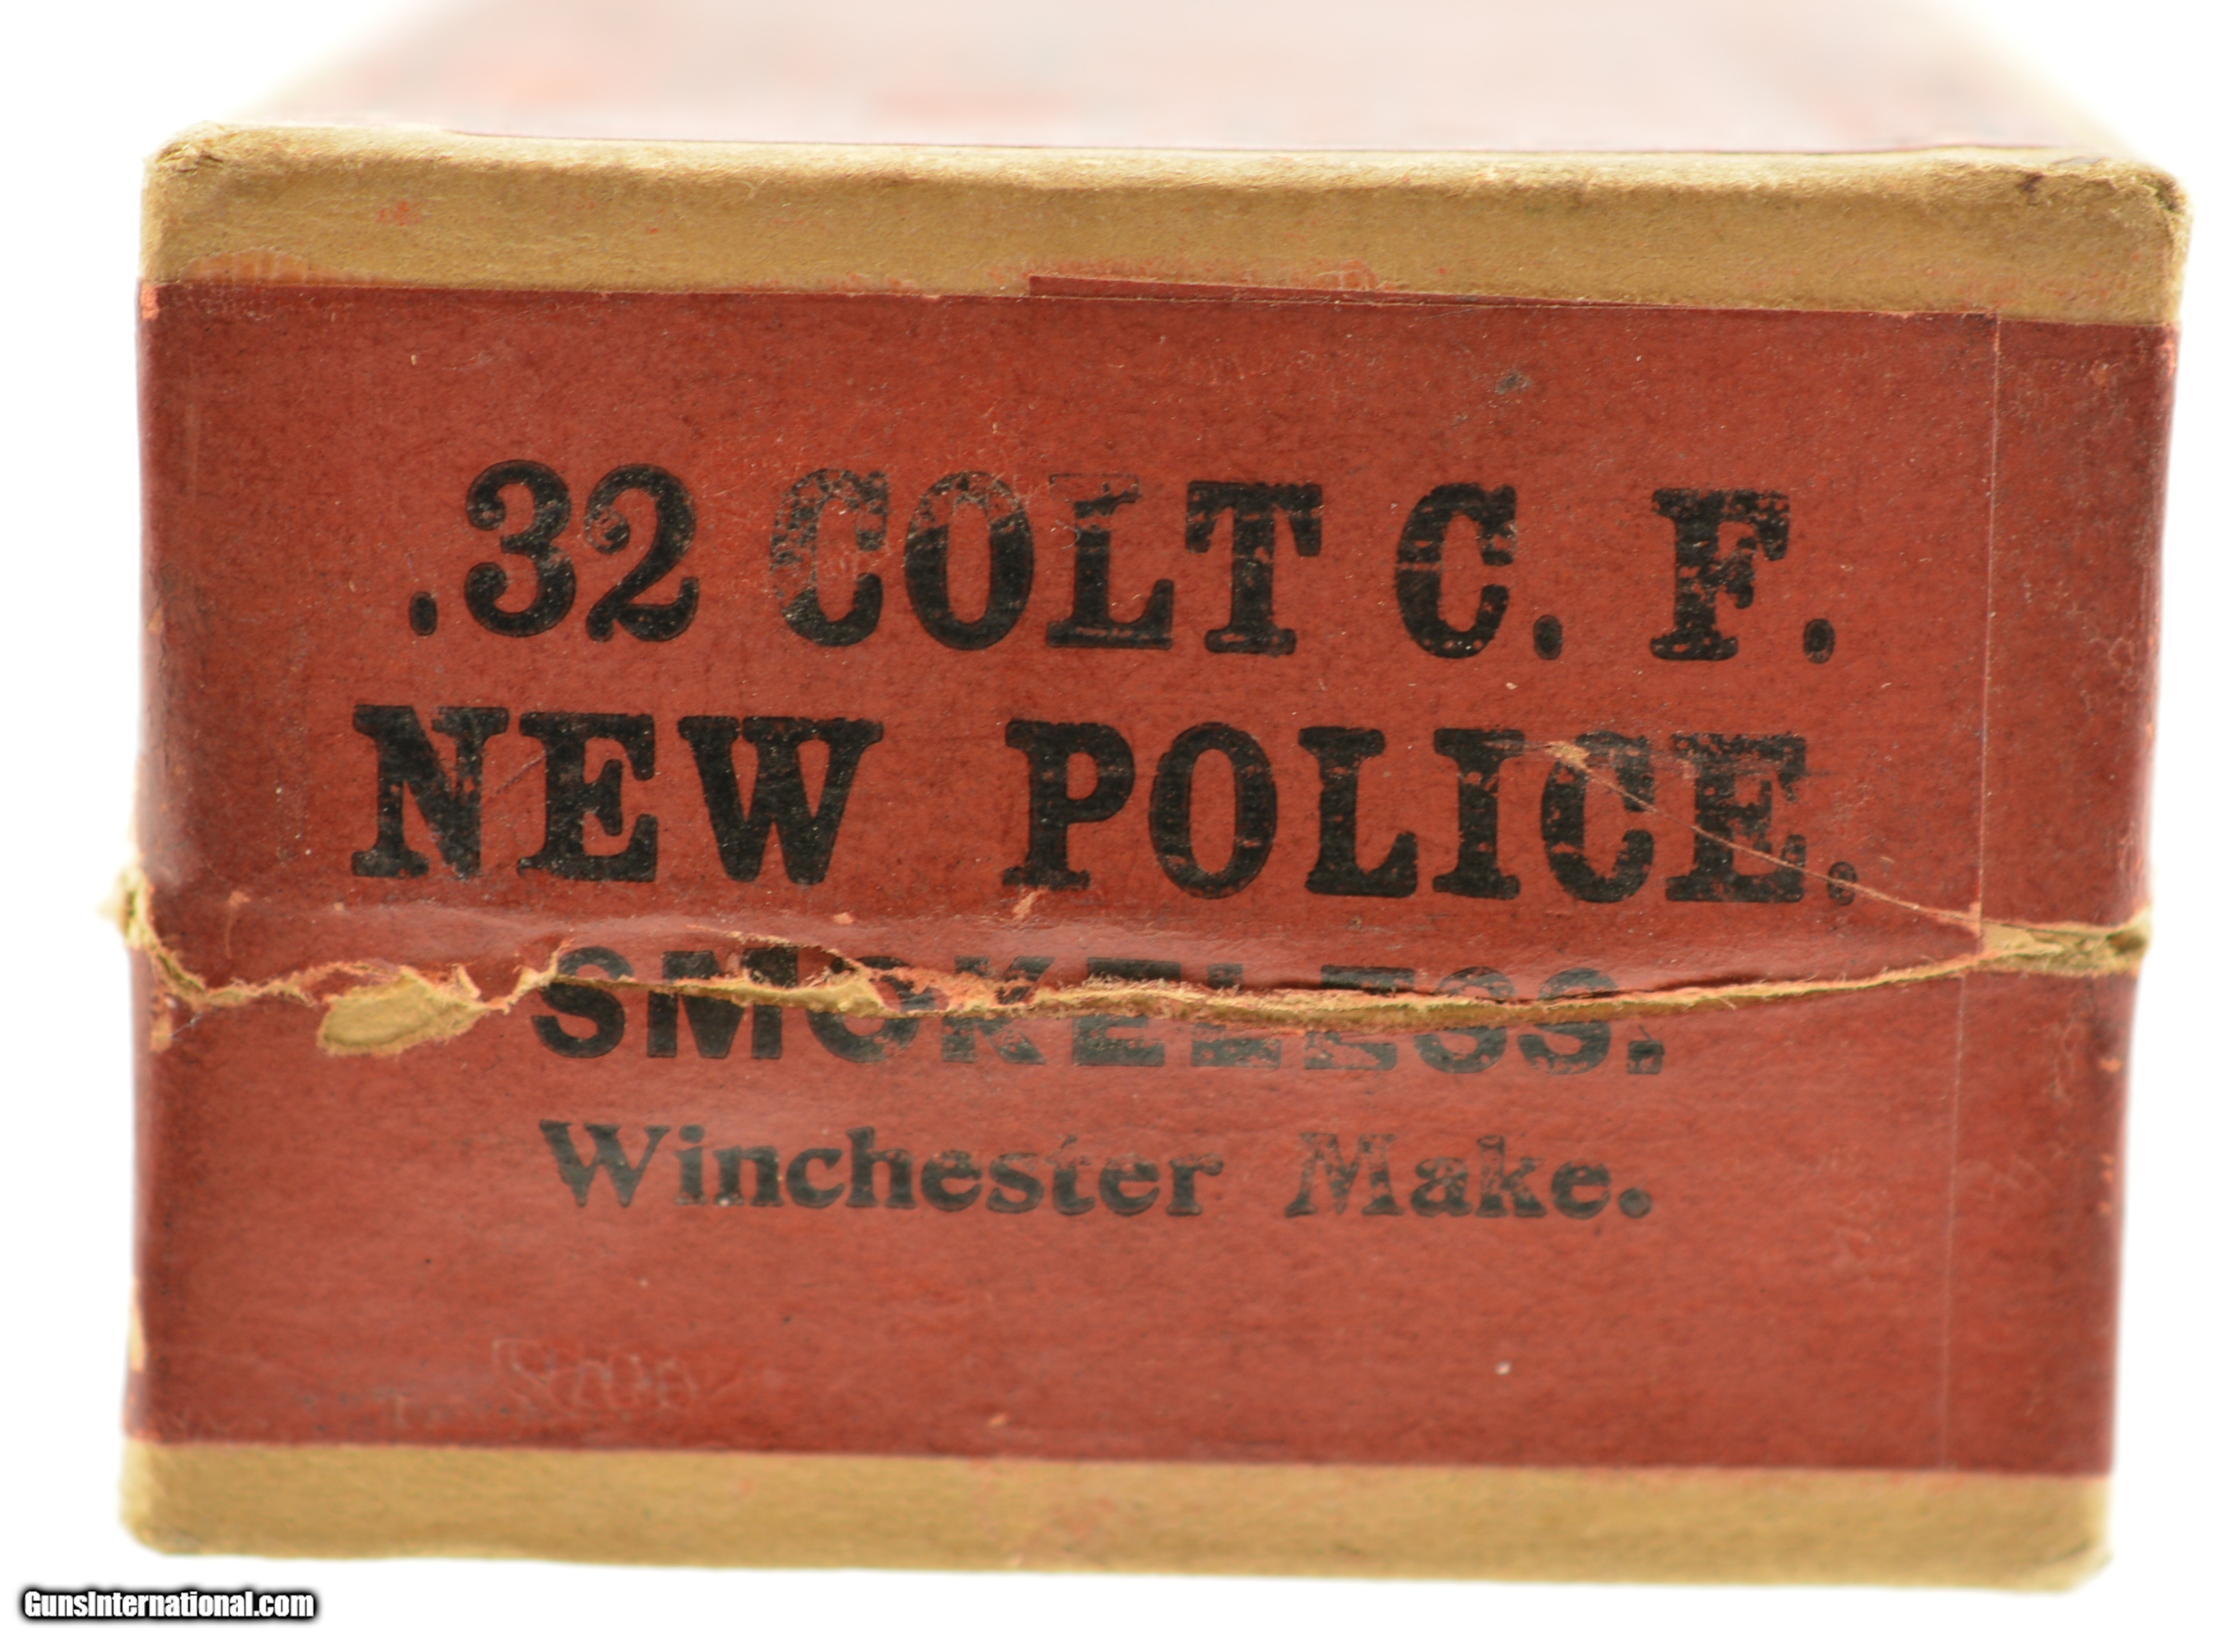 .32 COLT C. F.
NEW POLICE.
SMOKELESS.
Winchester Make.
GunsInternational.com